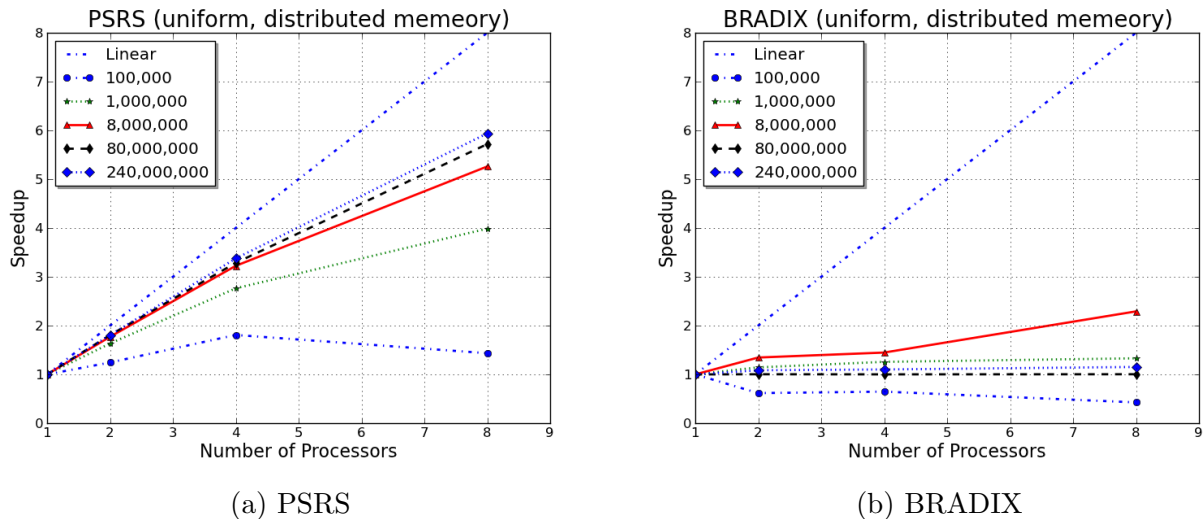 PSRS (uniform, distributed memeory)
8
7
6
5
4
3
2
1
0
Speedup
Linear
100,000
1,000,000
8,000,000
80,000,000
240,000,000
1 2 3 4 5 6 7 8 9
Number of Processors
(a) PSRS
BRADIX (uniform, distributed memeory)
8
7
6
5
4
3
2
1
0
Speedup
Linear
100,000
1,000,000
8,000,000
80,000,000
240,000,000
1 2 3 4 5 6 7 8 9
Number of Processors
(b) BRADIX